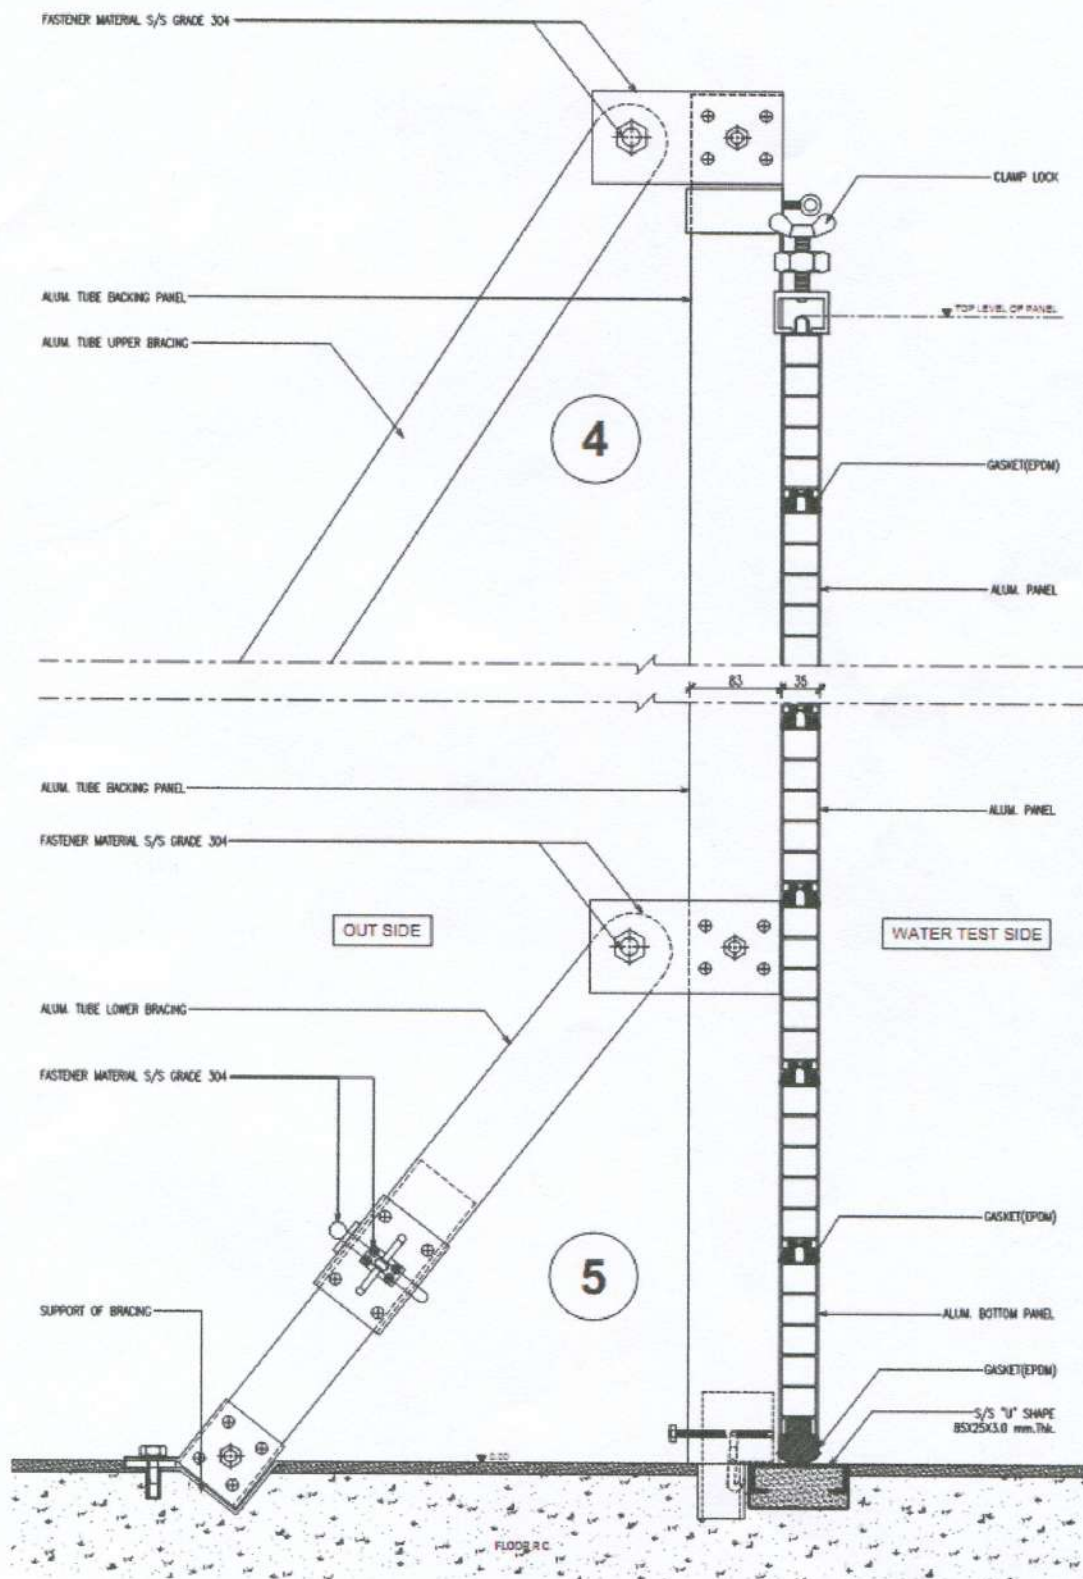 FASTENER MATERIAL S/S GRADE 304
CLAMP LOCK
ALUM. TUBE BACKING PANEL
TOP LEVEL OF PANEL
ALUM. TUBE UPPER BRACING
4
GASKET(EPDM)
ALUM. PANEL
83
35
ALUM. TUBE BACKING PANEL
ALUM. PANEL
FASTENER MATERIAL S/S GRADE 304
OUT SIDE
WATER TEST SIDE
ALUM. TUBE LOWER BRACING
FASTENER MATERIAL S/S GRADE 304
GASKET(EPDM)
5
SUPPORT OF BRACING
ALUM. BOTTOM PANEL
GASKET(EPDM)
S/S "U" SHAPE
85X25X3.0 mm.Thk.
0.00
FLOOR R.C.